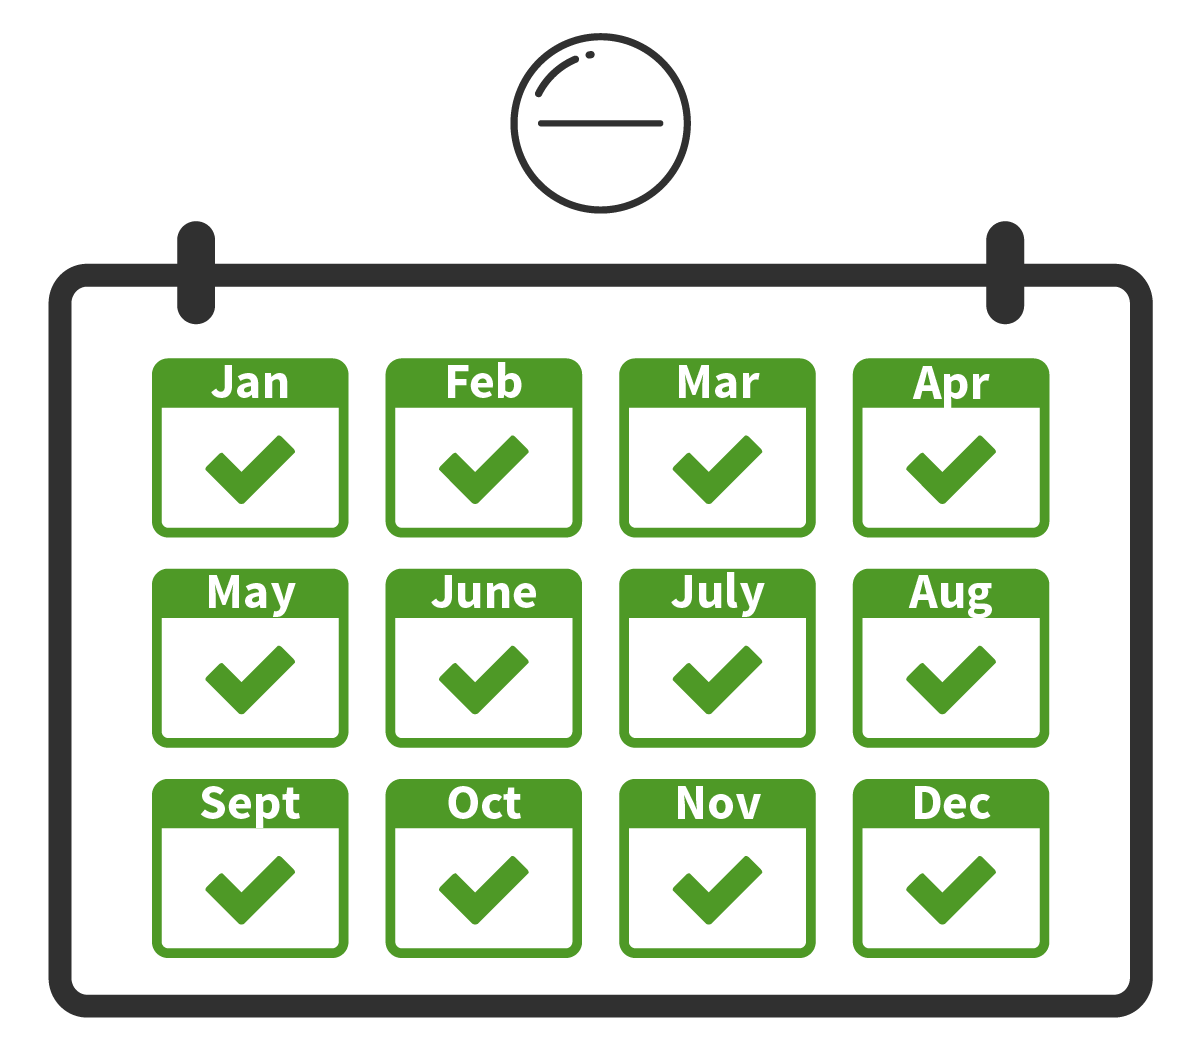 Jan Feb Mar Apr
May June July Aug
Sept Oct Nov Dec